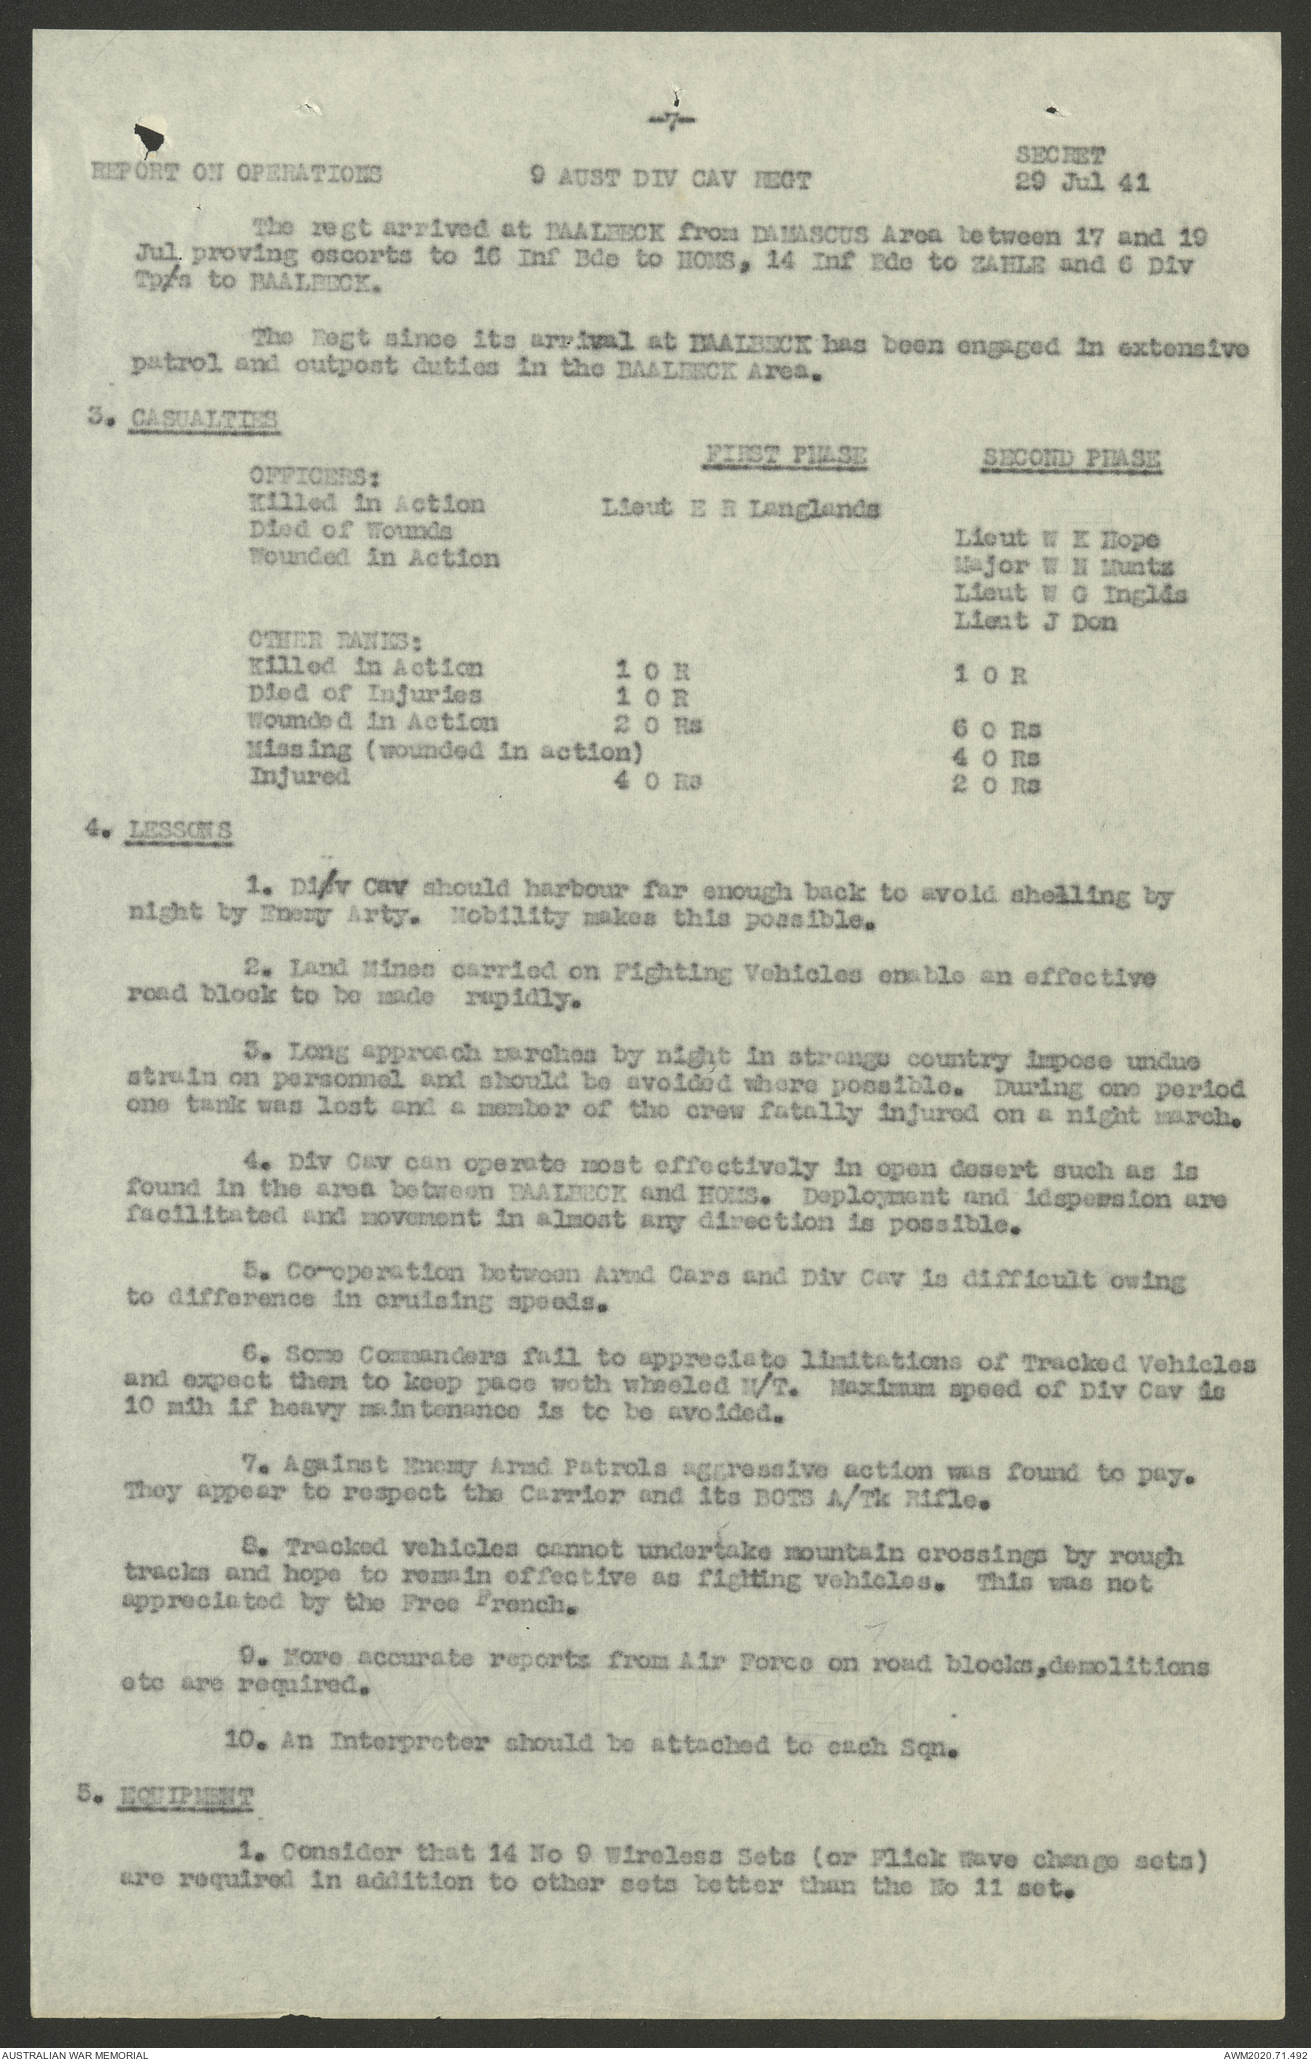 -7-
SECRET
REPORT ON OPERATIONS 9 AUST DIV CAV REGT 29 Jul 41
The regt arrived at BAALBECK from DAMASCUS Area between 17 and 19
Jul proving escorts to 16 Inf Bde to HOMS, 14 Inf Bde to ZAHLE and 6 Div
Tp/s to BAALBECK.
The Regt since its arrival at BAALBECK has been engaged in extensive
patrol and outpost duties in the BAALBECK Area.
3. CASUALTIES
FIRST PHASE SECOND PHASE
OFFICERS:
Killed in Action Lieut E R Langlands
Died of Wounds Lieut W K Hope
Wounded in Action Major W N Muntz
Lieut W G Inglis
Lieut J Don
OTHER RANKS:
Killed in Action 1 O R 1 O R
Died of Injuries 1 O R
Wounded in Action 2 O Rs 6 O Rs
Missing (wounded in action) 4 O Rs
Injured 4 O Rs 2 O Rs
4. LESSONS
1. Di/v Cav should harbour far enough back to avoid shelling by
night by Enemy Arty. Mobility makes this possible.
2. Land Mines carried on Fighting Vehicles enable an effective
road block to be made rapidly.
3. Long approach marches by night in strange country impose undue
strain on personnel and should be avoided where possible. During one period
one tank was lost and a member of the crew fatally injured on a night march.
4. Div Cav can operate most effectively in open desert such as is
found in the area between BAALBECK and HOMS. Deployment and idspersion are
facilitated and movement in almost any direction is possible.
5. Co-operation between Armd Cars and Div Cav is difficult owing
to difference in cruising speeds.
6. Some Commanders fail to appreciate limitations of Tracked Vehicles
and expect them to keep pace woth wheeled M/T. Maximum speed of Div Cav is
10 mih if heavy maintenance is to be avoided.
7. Against Enemy Armd Patrols aggressive action was found to pay.
They appear to respect the Carrier and its BOTS A/Tk Rifle.
8. Tracked vehicles cannot undertake mountain crossings by rough
tracks and hope to remain effective as fighting vehicles. This was not
appreciated by the Free French.
9. More accurate reports from Air Force on road blocks,demolitions
etc are required.
10. An Interpreter should be attached to each Sqn.
5. EQUIPMENT
1. Consider that 14 No 9 Wireless Sets (or Flick Wave change sets)
are required in addition to other sets better than the No 11 set.
AUSTRALIAN WAR MEMORIAL AWM2020.71.492